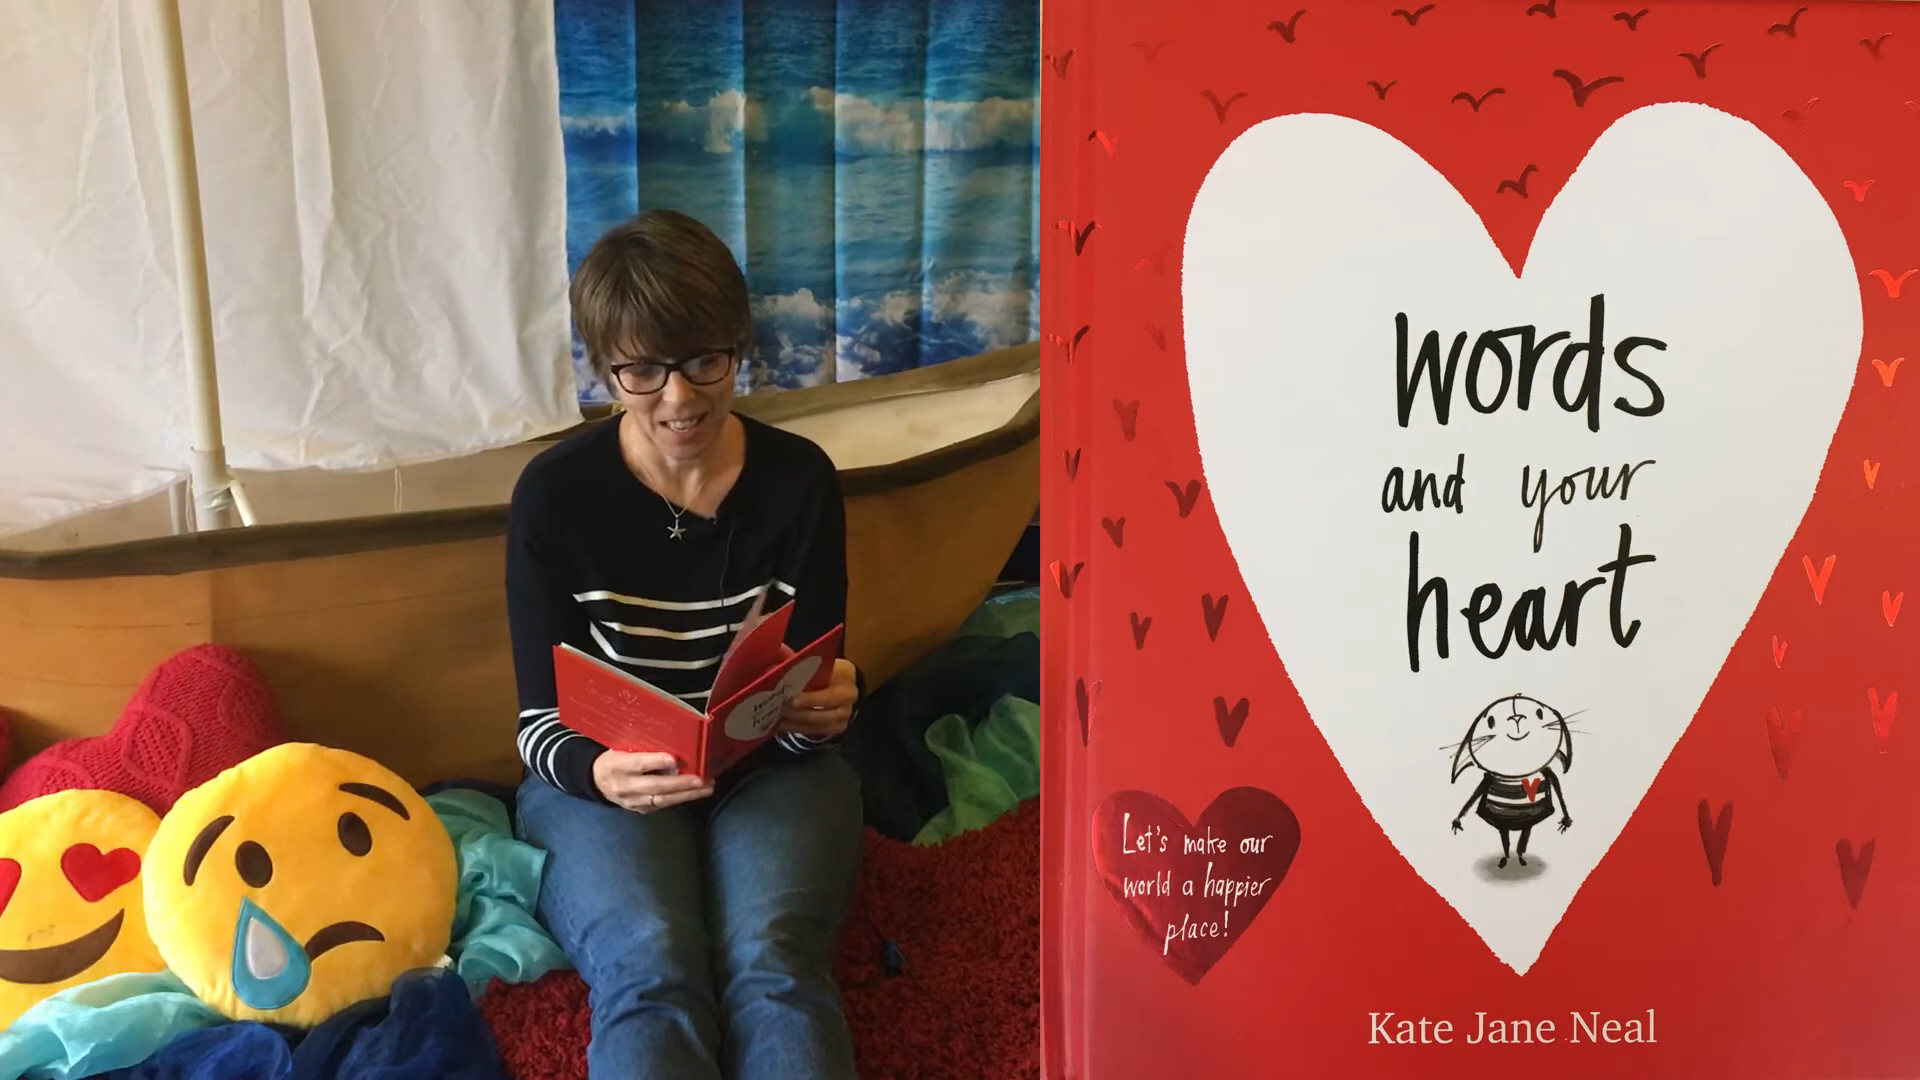 words
and your
heart
Let's make our
world a happier
place!
Kate Jane Neal